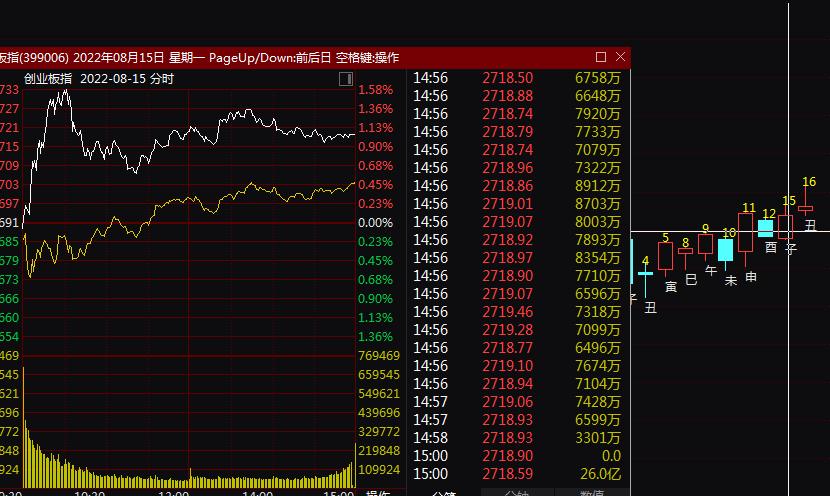 板指(399006) 2022年08月15日 星期一 PageUp/Down:前后日 空格键:操作
创业板指 2022-08-15 分时
733 1.58% 14:56 2718.50 6758万
727 1.36% 14:56 2718.88 6648万
721 1.13% 14:56 2718.74 7920万
14:56 2718.79 7733万
715 0.90% 14:56 2718.74 7079万
709 0.68% 14:56 2718.96 7322万
703 0.45% 14:56 2718.86 8912万
697 0.23% 14:56 2719.01 8703万
691 0.00% 14:56 2719.07 8003万
685 0.23% 14:56 2718.92 7893万
679 0.45% 14:56 2718.97 8354万
673 0.68% 14:56 2718.90 7710万
666 0.90% 14:56 2719.07 6596万
660 1.13% 14:56 2719.46 7318万
654 1.36% 14:56 2719.28 7099万
469 769469 14:56 2718.77 6496万
545 659545 14:56 2719.10 7674万
621 549621 14:56 2718.94 7104万
696 439696 14:57 2719.06 7428万
772 329772 14:57 2718.93 6599万
848 219848 14:58 2718.93 3301万
924 109924 15:00 2718.90 0.0
15:00 2718.59 26.0亿
10:30 13:00 14:00 15:00 操作 分笔 分钟 数值
4 5 8 9 10 11 12 15 16
子 丑 寅 巳 午 未 申 酉 子 丑